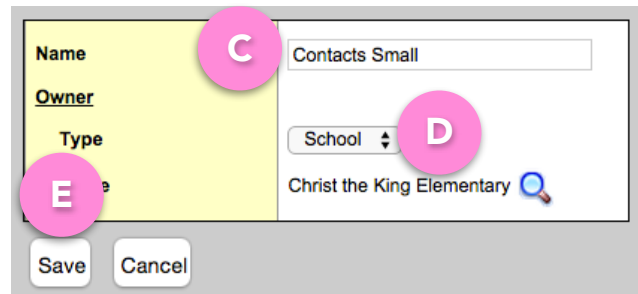 Name C Contacts Small
Owner
Type School D
E e Christ the King Elementary
Save Cancel